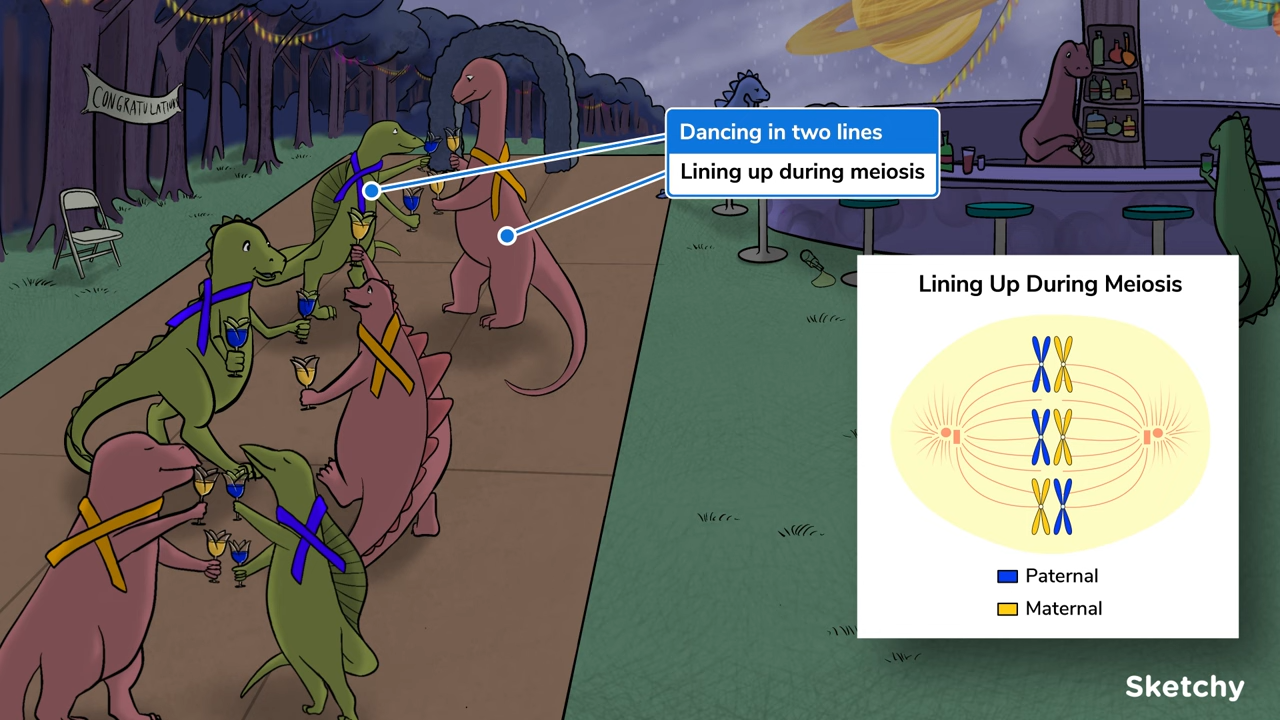 CONGRATULATION
Dancing in two lines
Lining up during meiosis
Lining Up During Meiosis
Paternal
Maternal
Sketchy